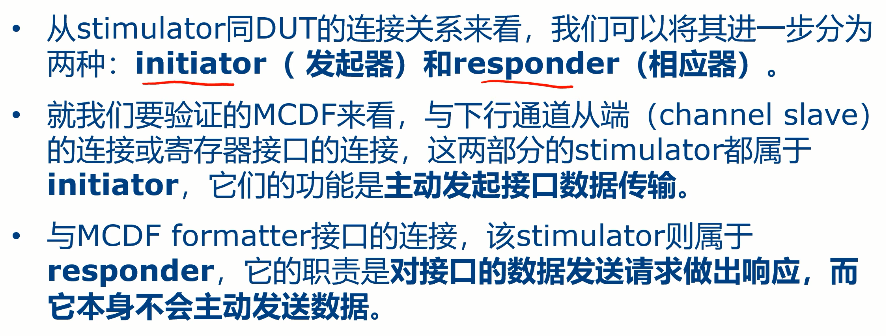 • 从stimulator同DUT的连接关系来看，我们可以将其进一步分为
两种：initiator（ 发起器）和responder（相应器）。
• 就我们要验证的MCDF来看，与下行通道从端（channel slave）
的连接或寄存器接口的连接，这两部分的stimulator都属于
initiator，它们的功能是主动发起接口数据传输。
• 与MCDF formatter接口的连接，该stimulator则属于
responder，它的职责是对接口的数据发送请求做出响应，而
它本身不会主动发送数据。